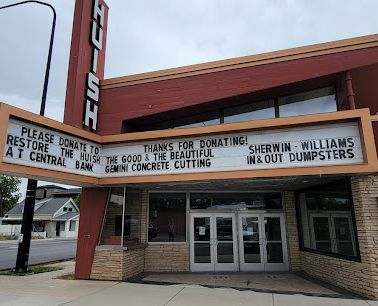 HUISH
PLEASE DONATE TO
RESTORE THE HUISH
AT CENTRAL BANK
THANKS FOR DONATING!
THE GOOD & THE BEAUTIFUL
GEMINI CONCRETE CUTTING
SHERWIN - WILLIAMS
IN & OUT DUMPSTERS